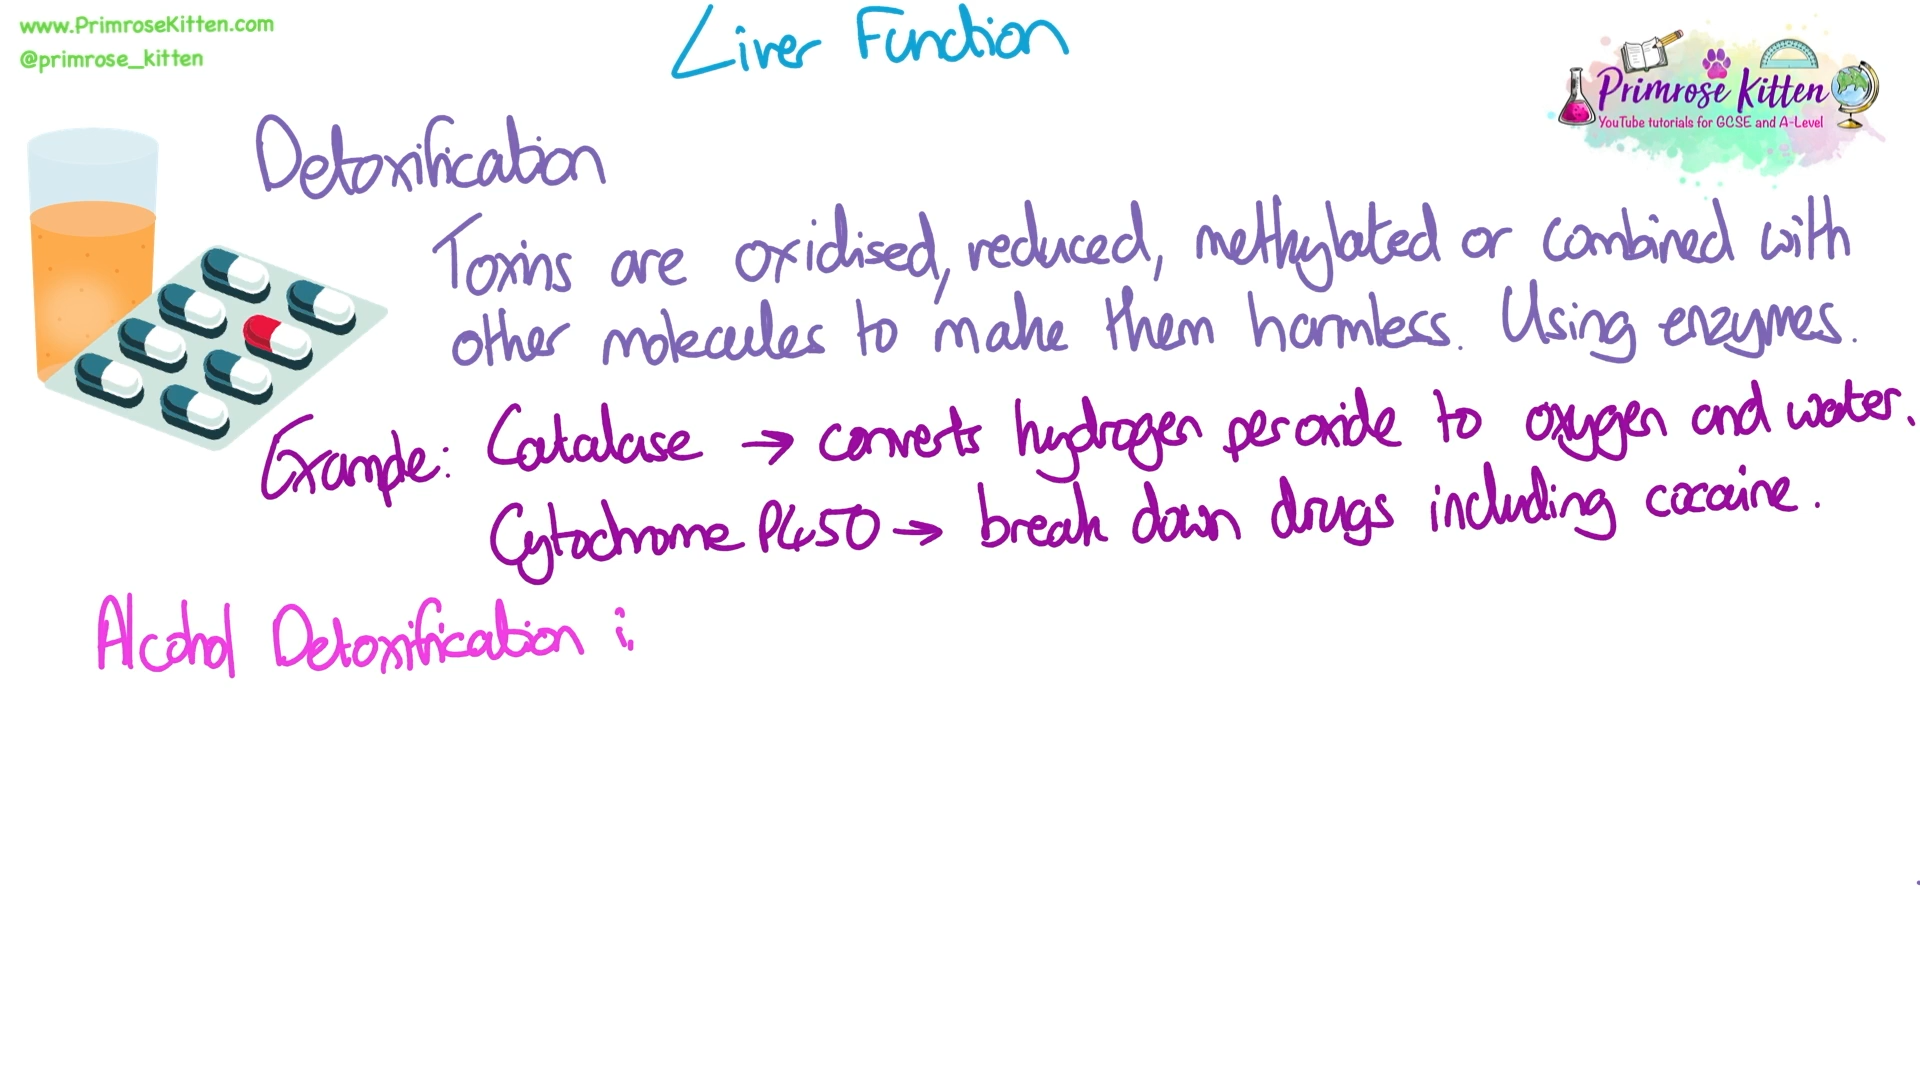 www.PrimroseKitten.com
@primrose_kitten
Liver Function
Primrose Kitten
YouTube tutorials for GCSE and A-Level
Detoxification
Toxins are oxidised, reduced, methylated or combined with
other molecules to make them harmless. Using enzymes.
Example: Catalase → converts hydrogen peroxide to oxygen and water.
Cytochrome P450 → break down drugs including cocaine.
Alcohol Detoxification :